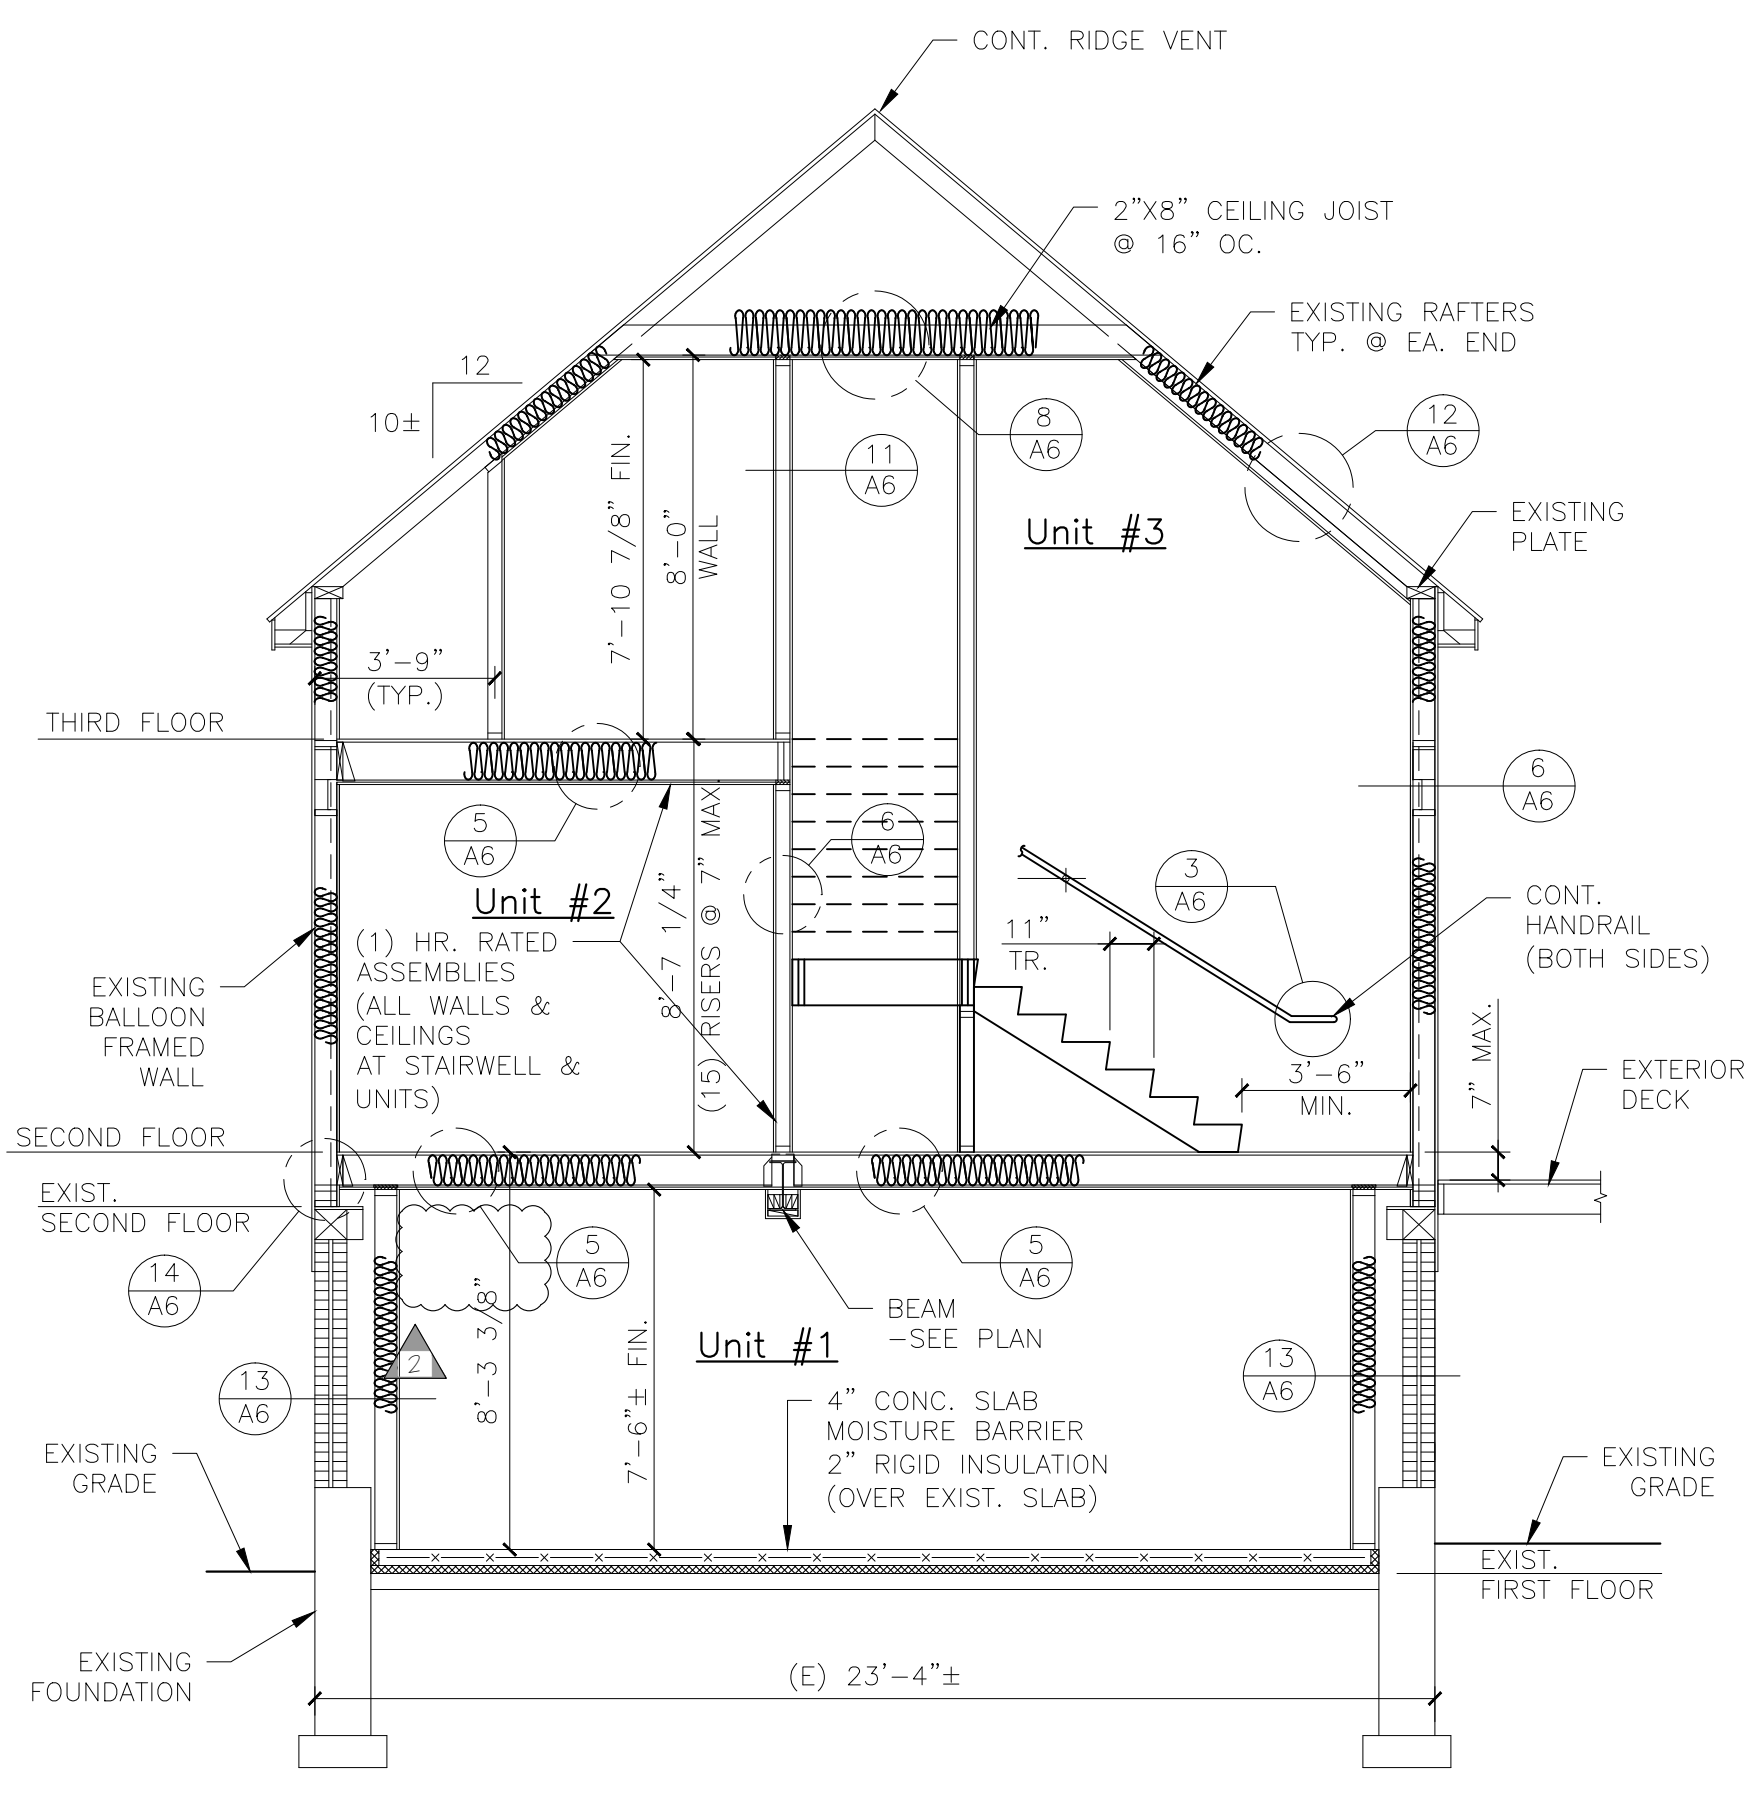 CONT. RIDGE VENT
2”X8” CEILING JOIST
@ 16” OC.
EXISTING RAFTERS
TYP. @ EA. END
12
10±
8
A6
12
A6
11
A6
7’-10 7/8” FIN.
8’-0”
WALL
Unit #3
EXISTING
PLATE
3’-9”
(TYP.)
THIRD FLOOR
6
A6
5
A6
6
A6
3
A6
Unit #2
(1) HR. RATED
ASSEMBLIES
(ALL WALLS &
CEILINGS
AT STAIRWELL &
UNITS)
8’-7 1/4”
(15) RISERS @ 7” MAX.
11”
TR.
CONT.
HANDRAIL
(BOTH SIDES)
EXISTING
BALLOON
FRAMED
WALL
3’-6”
MIN.
7” MAX.
EXTERIOR
DECK
SECOND FLOOR
EXIST.
SECOND FLOOR
14
A6
5
A6
5
A6
BEAM
-SEE PLAN
Unit #1
2
13
A6
13
A6
8’-3 3/8”
7’-6”± FIN.
4” CONC. SLAB
MOISTURE BARRIER
2” RIGID INSULATION
(OVER EXIST. SLAB)
EXISTING
GRADE
EXISTING
GRADE
EXIST.
FIRST FLOOR
EXISTING
FOUNDATION
(E) 23’-4”±